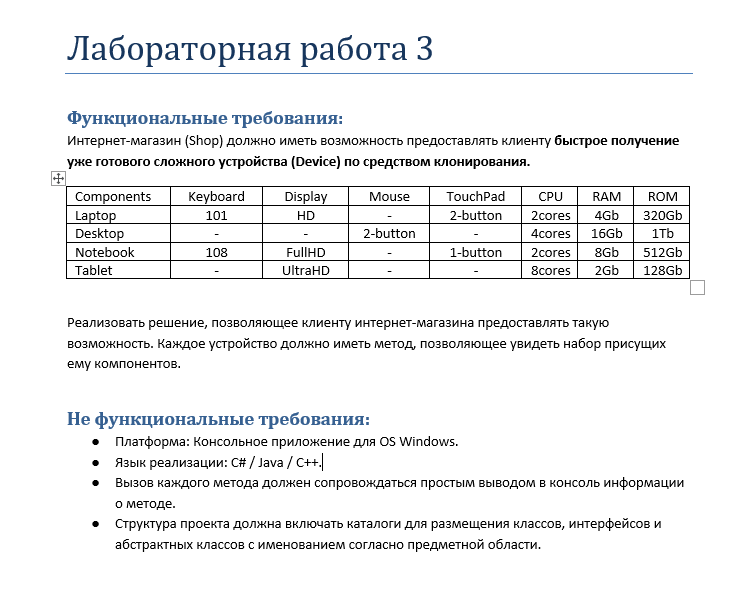 Лабораторная работа 3
Функциональные требования:
Интернет-магазин (Shop) должно иметь возможность предоставлять клиенту быстрое получение
уже готового сложного устройства (Device) по средством клонирования.
Components Keyboard Display Mouse TouchPad CPU RAM ROM
Laptop 101 HD - 2-button 2cores 4Gb 320Gb
Desktop - - 2-button - 4cores 16Gb 1Tb
Notebook 108 FullHD - 1-button 2cores 8Gb 512Gb
Tablet - UltraHD - - 8cores 2Gb 128Gb
Реализовать решение, позволяющее клиенту интернет-магазина предоставлять такую
возможность. Каждое устройство должно иметь метод, позволяющее увидеть набор присущих
ему компонентов.
Не функциональные требования:
● Платформа: Консольное приложение для OS Windows.
● Язык реализации: C# / Java / C++.
● Вызов каждого метода должен сопровождаться простым выводом в консоль информации
о методе.
● Структура проекта должна включать каталоги для размещения классов, интерфейсов и
абстрактных классов с именованием согласно предметной области.